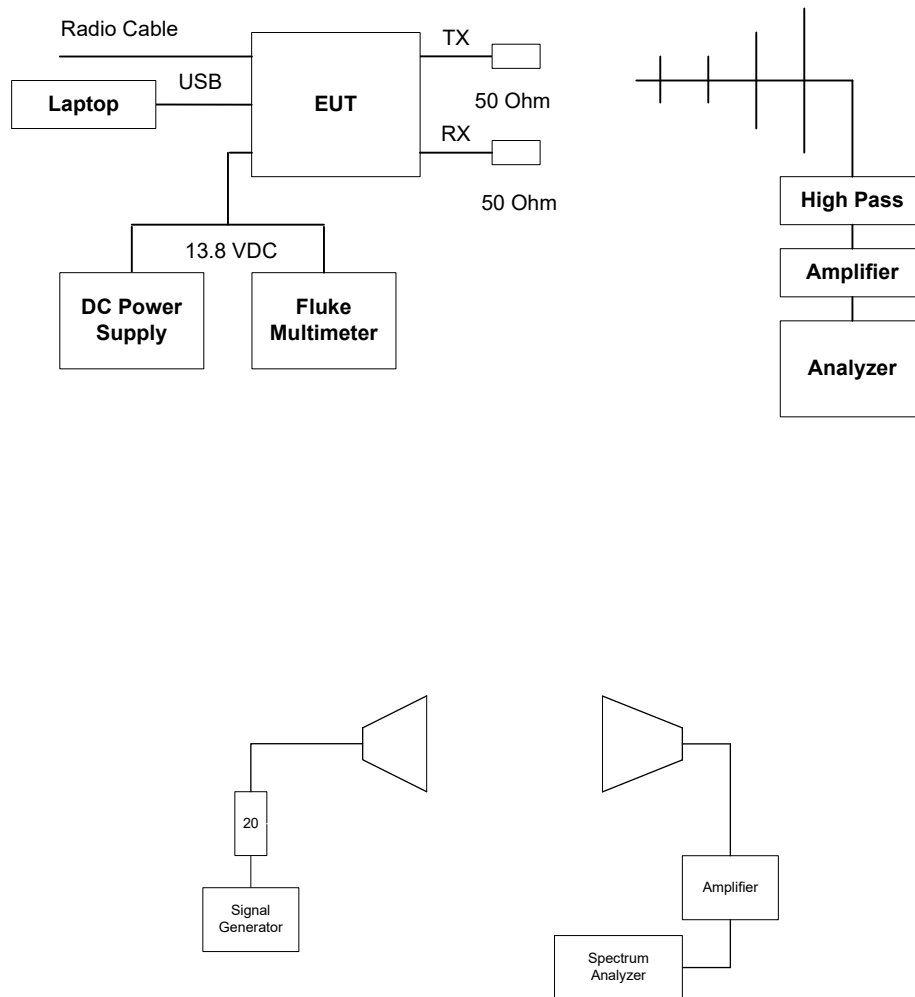 Radio Cable
TX
USB
Laptop
EUT
50 Ohm
RX
50 Ohm
13.8 VDC
DC Power
Supply
Fluke
Multimeter
High Pass
Amplifier
Analyzer
20
Signal
Generator
Amplifier
Spectrum
Analyzer